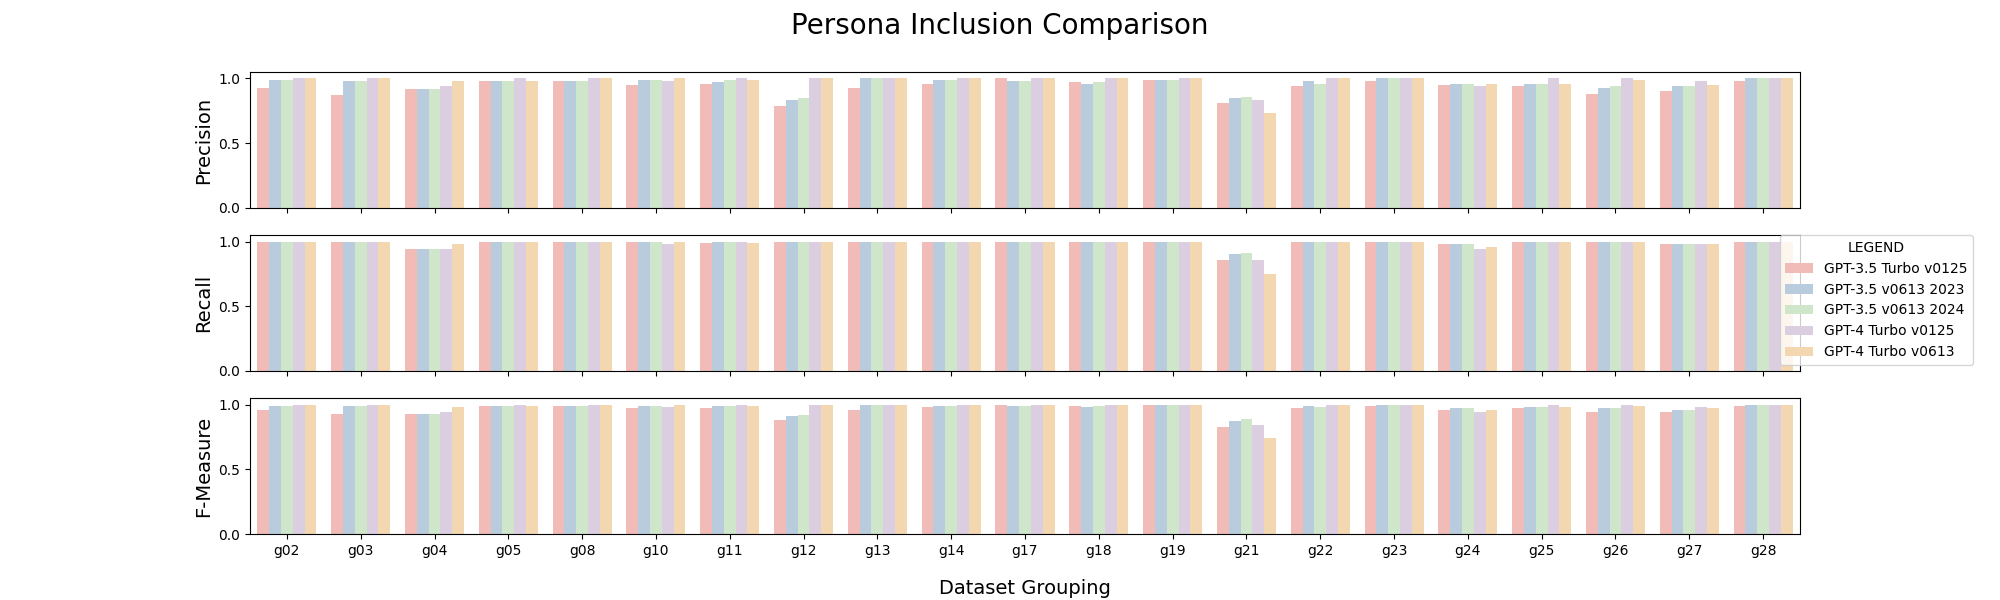 Persona Inclusion Comparison
Precision
1.0
0.5
0.0
Recall
1.0
0.5
0.0
LEGEND
GPT-3.5 Turbo v0125
GPT-3.5 v0613 2023
GPT-3.5 v0613 2024
GPT-4 Turbo v0125
GPT-4 Turbo v0613
F-Measure
1.0
0.5
0.0
g02 g03 g04 g05 g08 g10 g11 g12 g13 g14 g17 g18 g19 g21 g22 g23 g24 g25 g26 g27 g28
Dataset Grouping